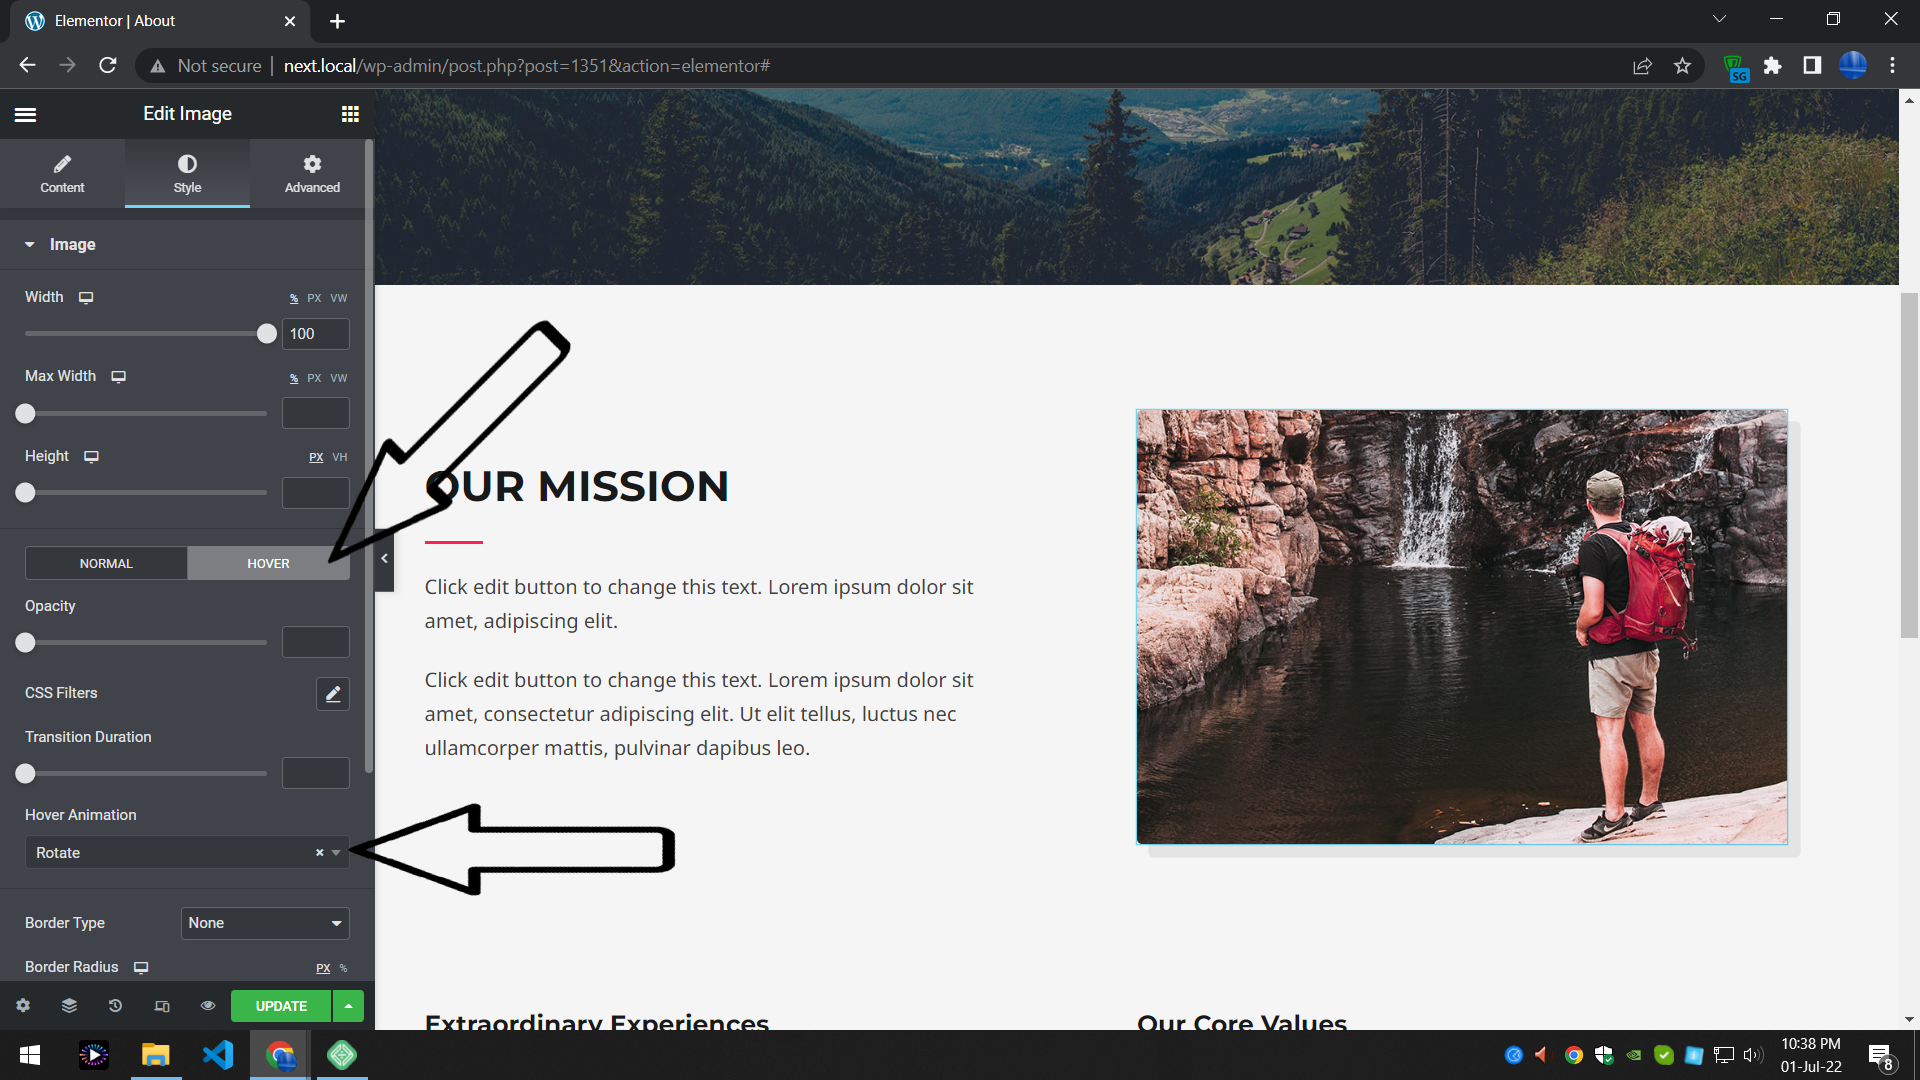 Elementor | About
Not secure | next.local/wp-admin/post.php?post=1351&action=elementor#
SG
Edit Image
Content
Style
Advanced
Image
Width
% PX VW
100
Max Width
% PX VW
Height
PX VH
NORMAL
HOVER
Opacity
CSS Filters
Transition Duration
Hover Animation
Rotate
Border Type
None
Border Radius
PX %
UPDATE
OUR MISSION
Click edit button to change this text. Lorem ipsum dolor sit
amet, adipiscing elit.
Click edit button to change this text. Lorem ipsum dolor sit
amet, consectetur adipiscing elit. Ut elit tellus, luctus nec
ullamcorper mattis, pulvinar dapibus leo.
Extraordinary Experiences
Our Core Values
10:38 PM
01-Jul-22
8